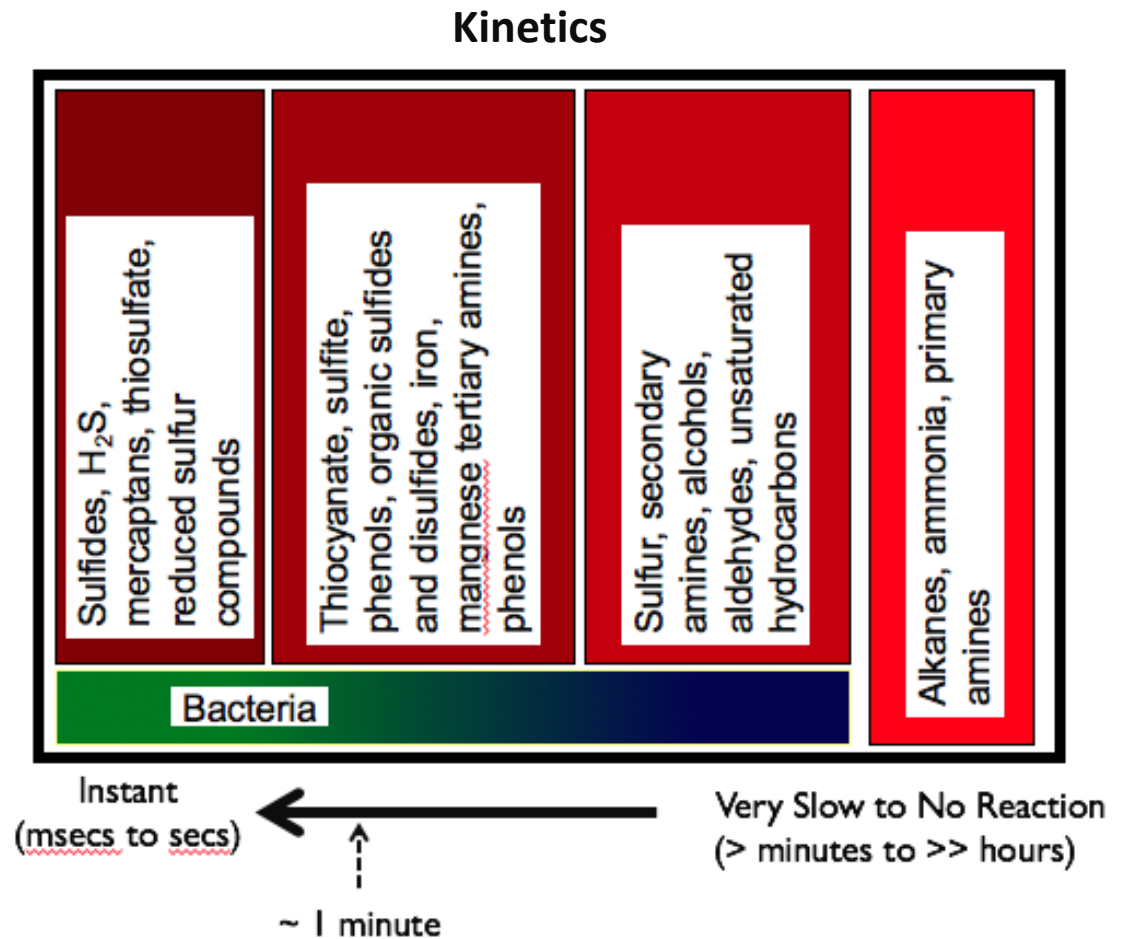 Kinetics
Sulfides, H₂S,
mercaptans, thiosulfate,
reduced sulfur
compounds
Thiocyanate, sulfite,
phenols, organic sulfides
and disulfides, iron,
mangnese tertiary amines,
phenols
Sulfur, secondary
amines, alcohols,
aldehydes, unsaturated
hydrocarbons
Alkanes, ammonia, primary
amines
Bacteria
Instant
(msecs to secs)
Very Slow to No Reaction
(> minutes to >> hours)
~ 1 minute